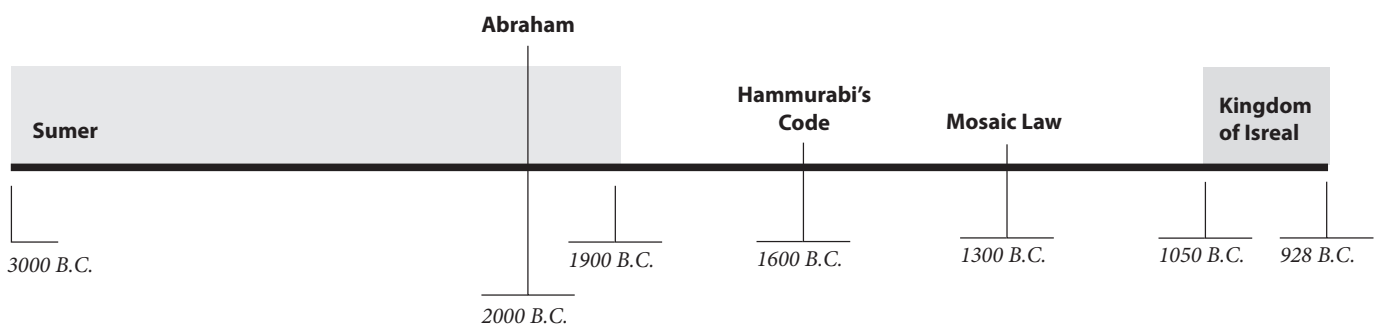 Abraham
Sumer
Hammurabi's
Code
Mosaic Law
Kingdom
of Isreal
3000 B.C.
2000 B.C.
1900 B.C.
1600 B.C.
1300 B.C.
1050 B.C.
928 B.C.